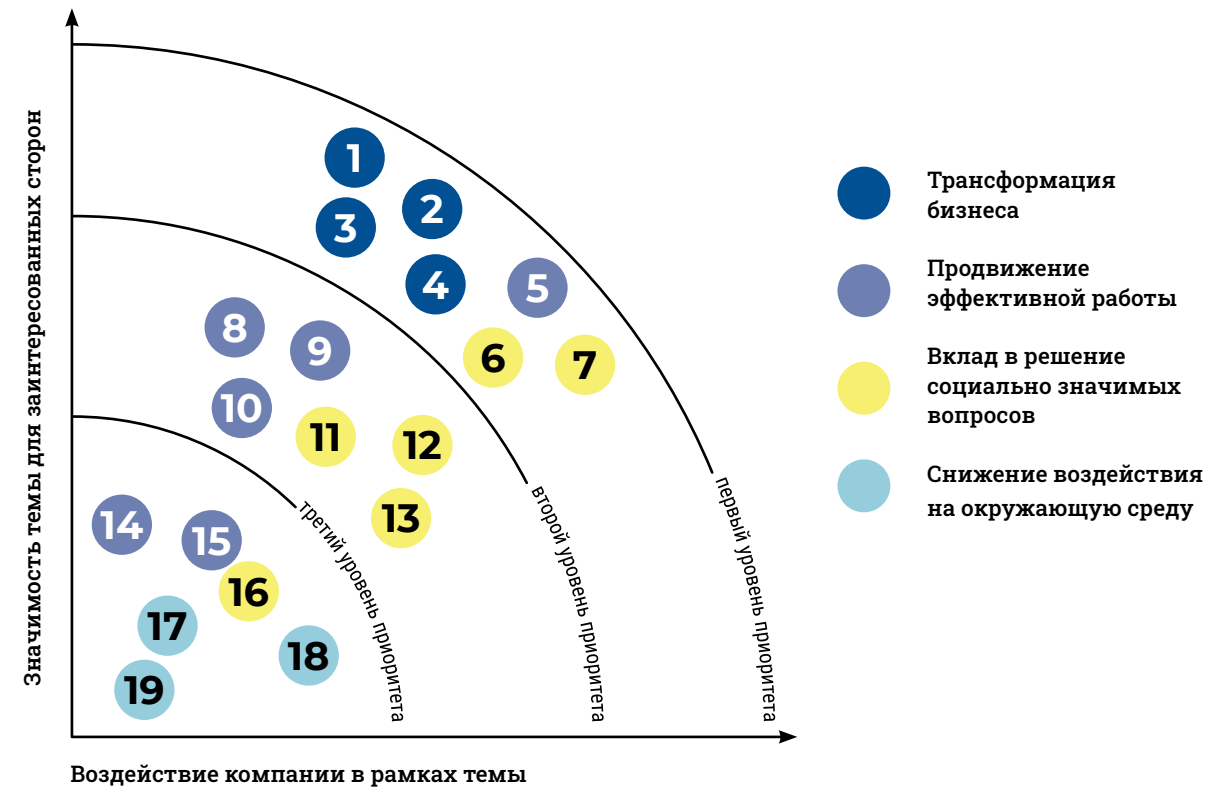 Значимость темы для заинтересованных сторон
1
2
3
4
5
6
7
8
9
10
11
12
13
14
15
16
17
18
19
третий уровень приоритета
второй уровень приоритета
первый уровень приоритета
Воздействие компании в рамках темы
Трансформация
бизнеса
Продвижение
эффективной работы
Вклад в решение
социально значимых
вопросов
Снижение воздействия
на окружающую среду